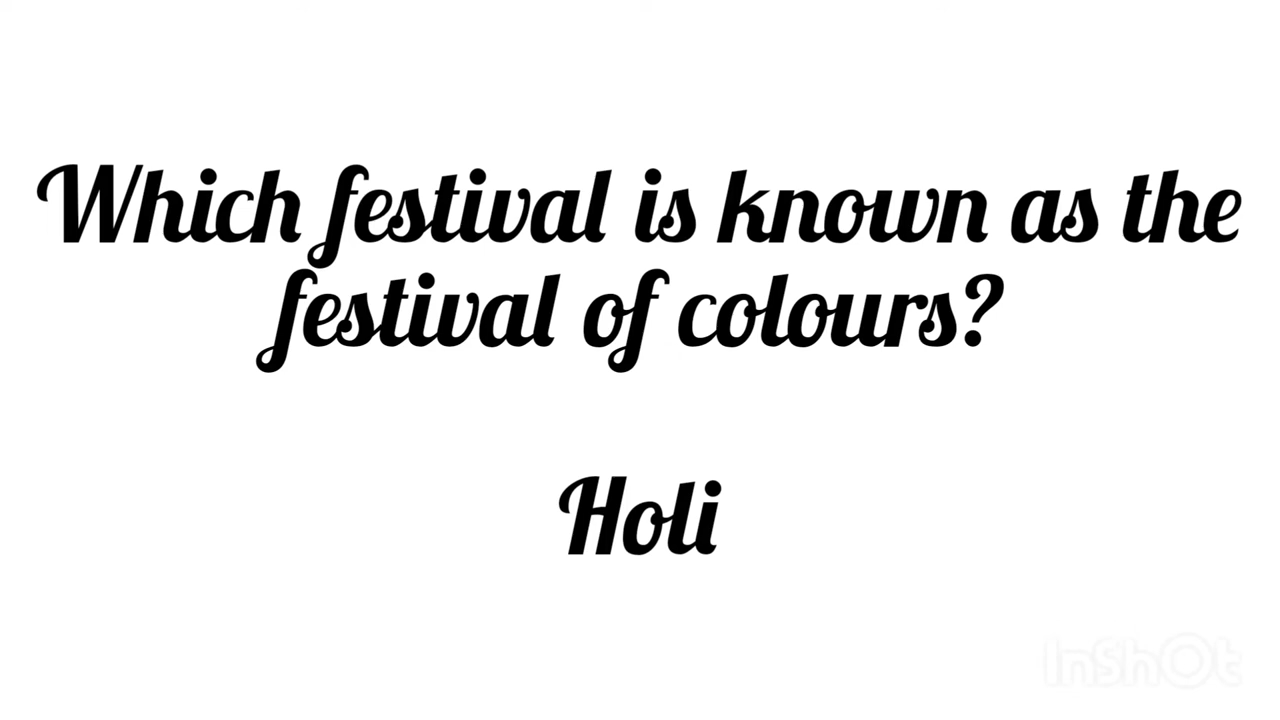 Which festival is known as the
festival of colours?
Holi
InShOt